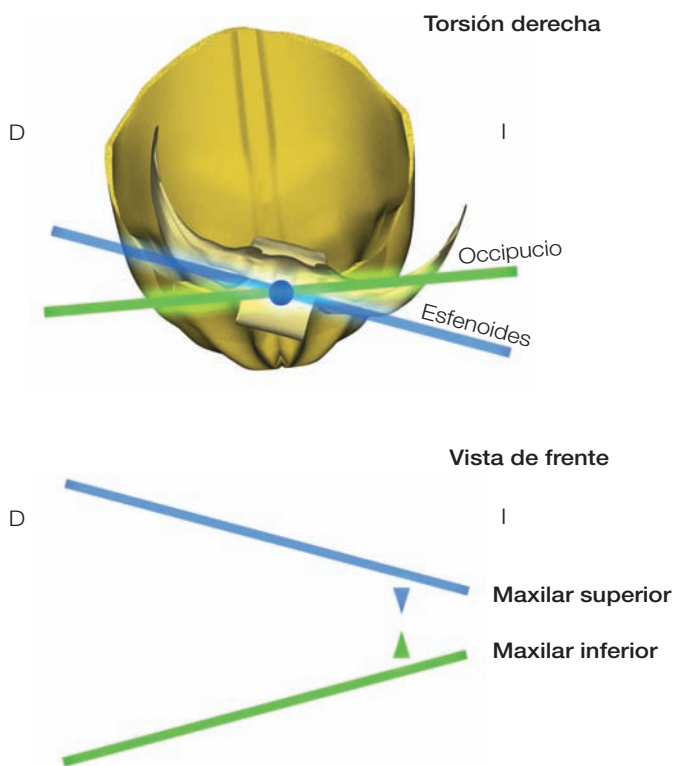 Torsión derecha
D
I
Occipucio
Esfenoides
Vista de frente
D
I
Maxilar superior
Maxilar inferior